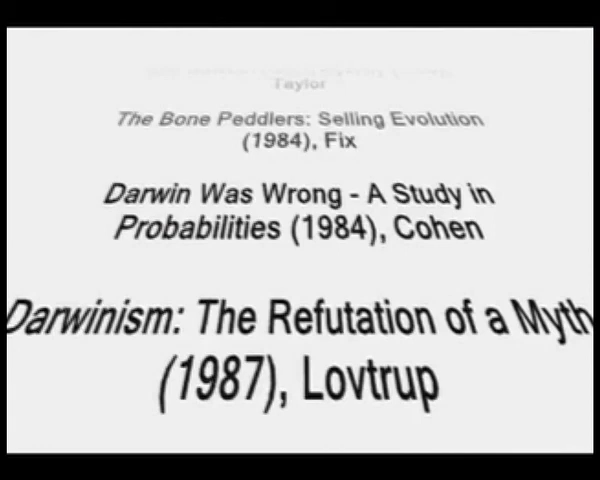 Taylor
The Bone Peddlers: Selling Evolution
(1984), Fix
Darwin Was Wrong - A Study in
Probabilities (1984), Cohen
Darwinism: The Refutation of a Myth
(1987), Lovtrup